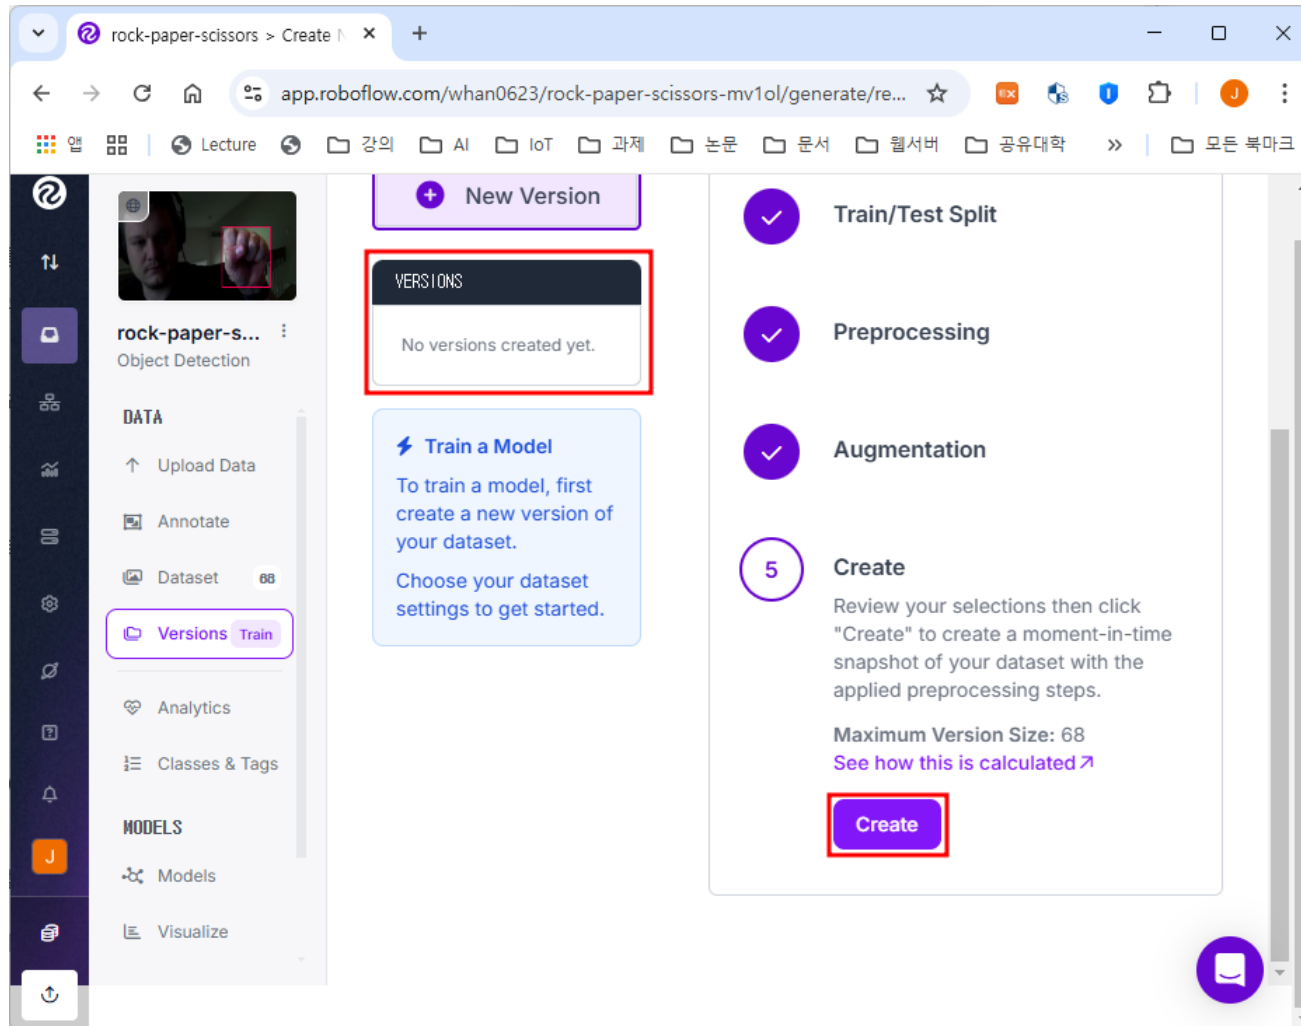 rock-paper-scissors > Create N
app.roboflow.com/whan0623/rock-paper-scissors-mv1ol/generate/re...
EX
J
앱
Lecture
강의
AI
IoT
과제
논문
문서
웹서버
공유대학
»
모든 북마크
rock-paper-s...
Object Detection
DATA
Upload Data
Annotate
Dataset 68
Versions Train
Analytics
Classes & Tags
MODELS
Models
Visualize
J
New Version
VERSIONS
No versions created yet.
Train a Model
To train a model, first
create a new version of
your dataset.
Choose your dataset
settings to get started.
Train/Test Split
Preprocessing
Augmentation
5 Create
Review your selections then click
"Create" to create a moment-in-time
snapshot of your dataset with the
applied preprocessing steps.
Maximum Version Size: 68
See how this is calculated
Create